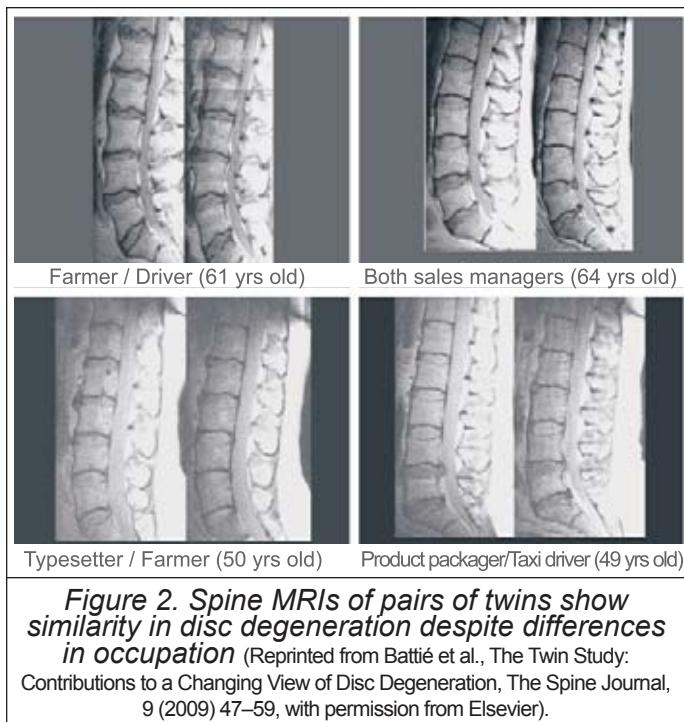 Farmer / Driver (61 yrs old)
Both sales managers (64 yrs old)
Typesetter / Farmer (50 yrs old)
Product packager/Taxi driver (49 yrs old)
Figure 2. Spine MRIs of pairs of twins show
similarity in disc degeneration despite differences
in occupation (Reprinted from Battié et al., The Twin Study:
Contributions to a Changing View of Disc Degeneration, The Spine Journal,
9 (2009) 47–59, with permission from Elsevier).